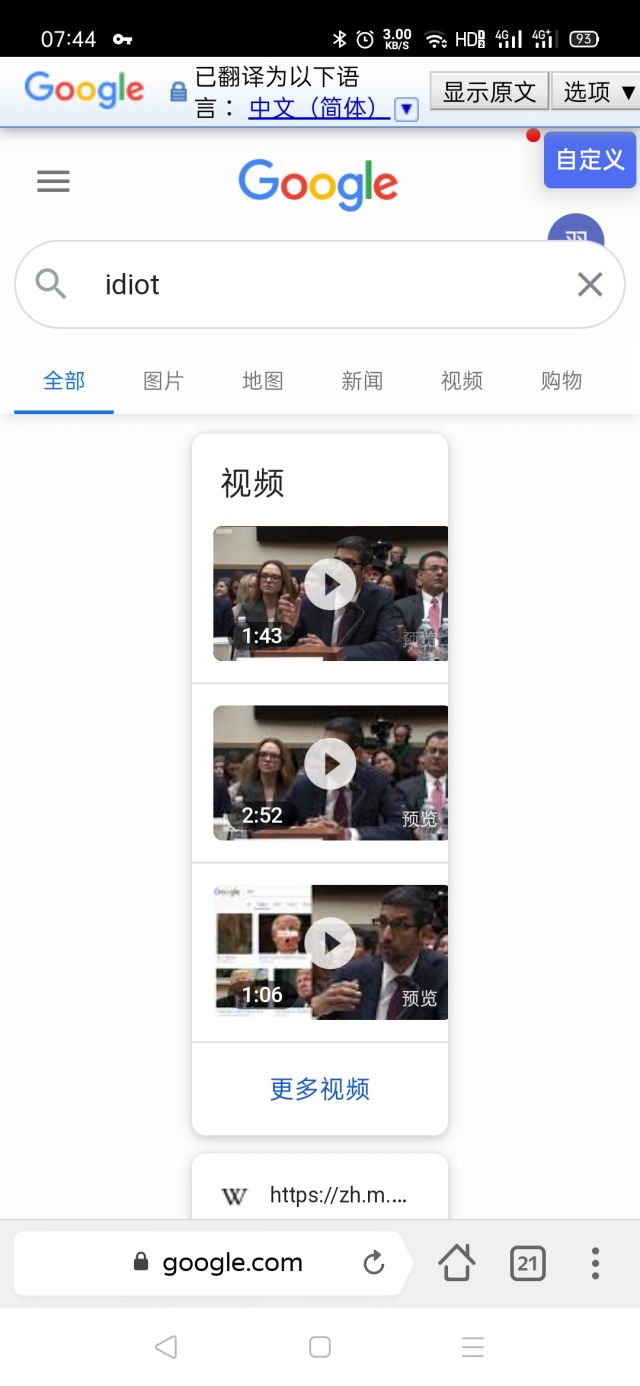 07:44
3.00
KB/S
HD
4G
4G+
93
Google
已翻译为以下语
言： 中文（简体）
显示原文
选项 ▼
Google
自定义
idiot
全部
图片
地图
新闻
视频
购物
视频
BBC
1:43
预览
2:52
预览
Google
1:06
预览
更多视频
W
https://zh.m....
google.com
21